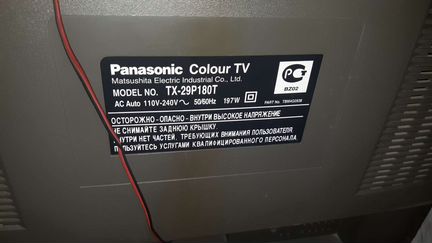 Panasonic Colour TV
Matsushita Electric Industrial Co., Ltd.
MODEL NO. TX-29P180T
AC Auto 110V-240V~ 50/60Hz 197W
BZ02
PART NO.
ОСТОРОЖНО - ОПАСНО - ВНУТРИ ВЫСОКОЕ НАПРЯЖЕНИЕ
НЕ СНИМАЙТЕ ЗАДНЮЮ КРЫШКУ.
ВНУТРИ НЕТ ЧАСТЕЙ, ТРЕБУЮЩИХ ВНИМАНИЯ ПОЛЬЗОВАТЕЛЯ
ПОЛЬЗУЙТЕСЬ УСЛУГАМИ КВАЛИФИЦИРОВАННОГО ПЕРСОНАЛА.